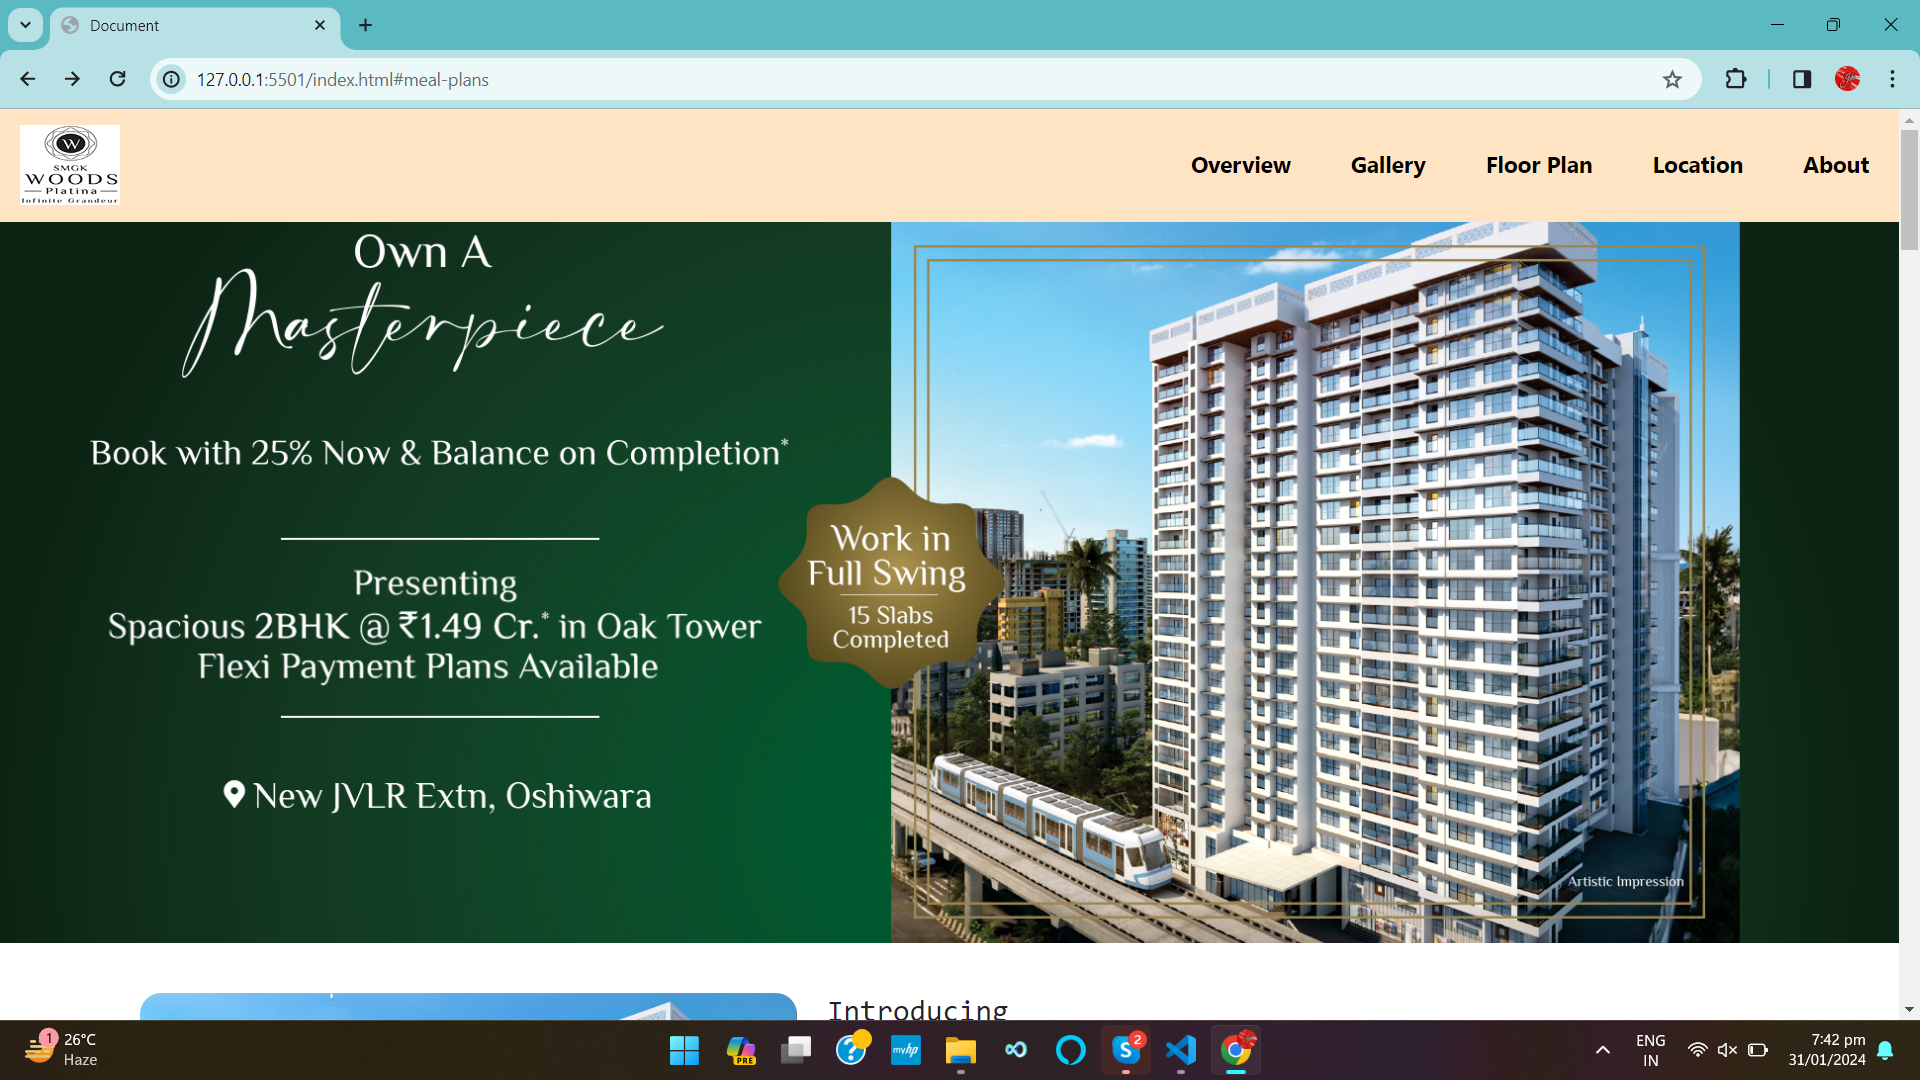 Document
127.0.0.1:5501/index.html#meal-plans
W
SMGK
WOODS
Platina
Infinite Grandeur
Overview
Gallery
Floor Plan
Location
About
Own A
Masterpiece
Book with 25% Now & Balance on Completion*
Presenting
Spacious 2BHK @ ₹1.49 Cr.* in Oak Tower
Flexi Payment Plans Available
New JVLR Extn, Oshiwara
Work in
Full Swing
15 Slabs
Completed
Artistic Impression
Introducing
1
26°C
Haze
PRE
?
myhp
S
2
ENG
IN
7:42 pm
31/01/2024